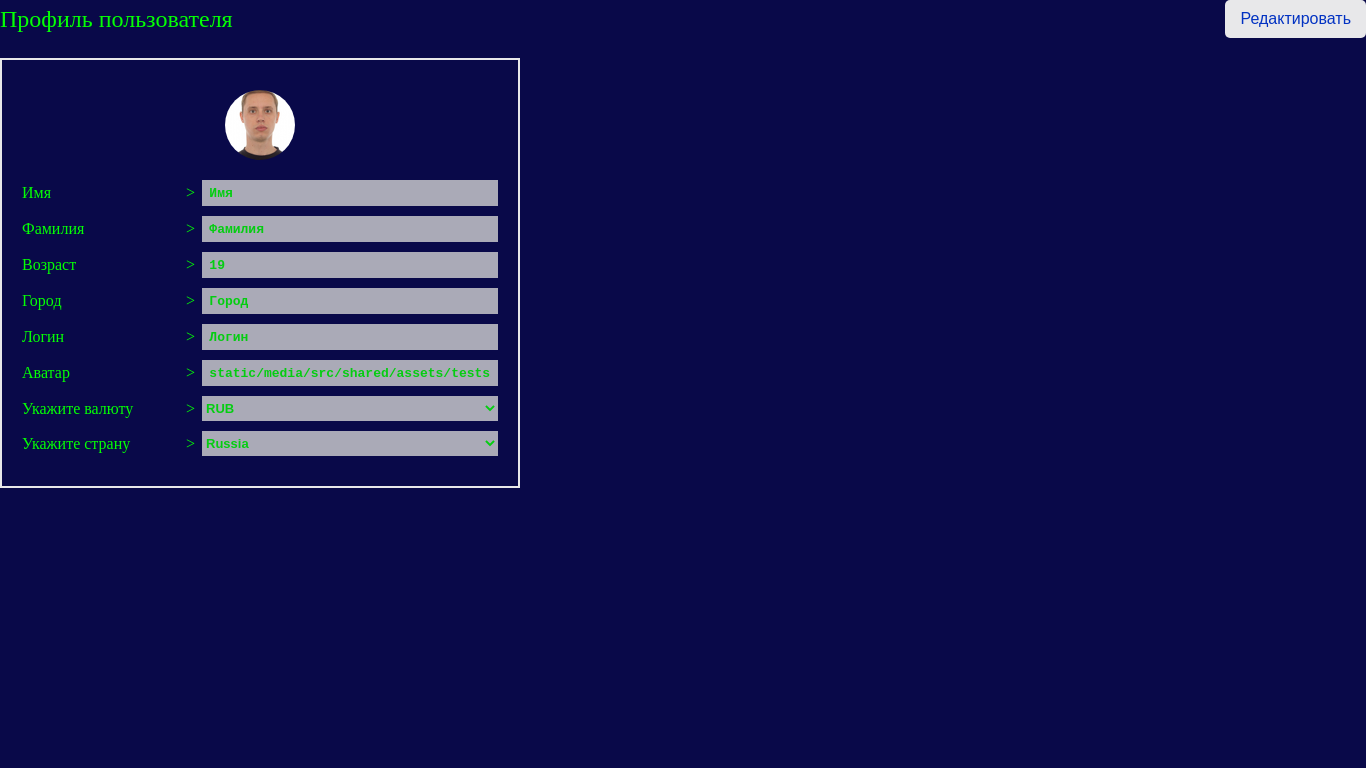 Профиль пользователя
Редактировать
Имя > Имя
Фамилия > Фамилия
Возраст > 19
Город > Город
Логин > Логин
Аватар > static/media/src/shared/assets/tests
Укажите валюту > RUB
Укажите страну > Russia